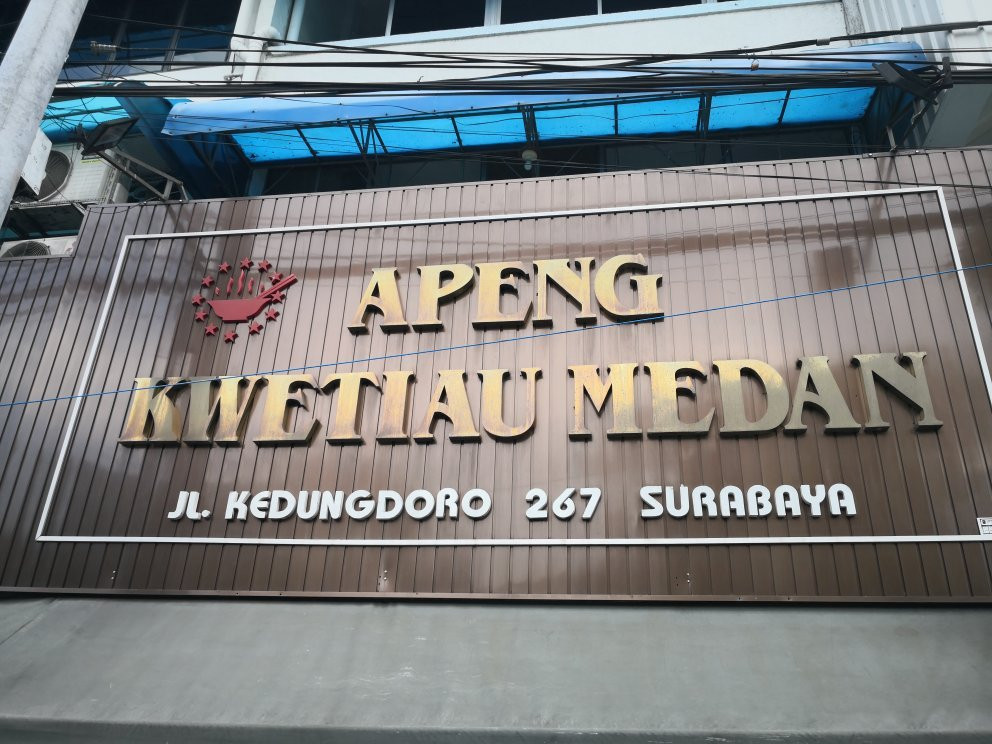 APENG
KWETIAU MEDAN
JL. KEDUNGDORO 267 SURABAYA